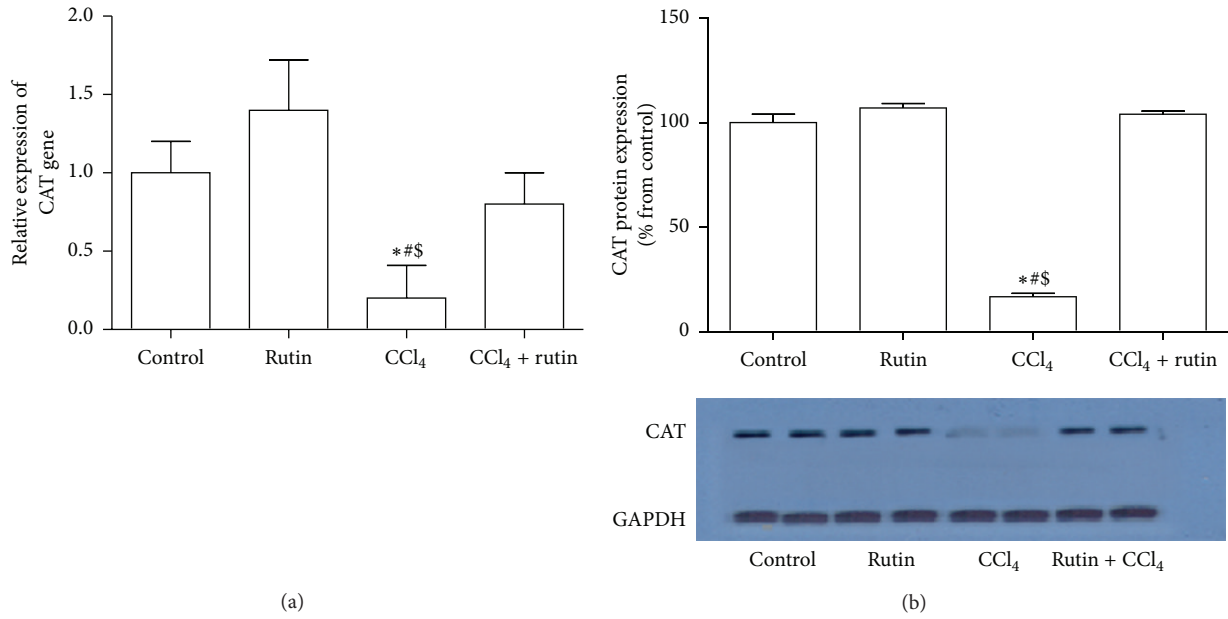 Relative expression of
CAT gene
2.0
1.5
1.0
0.5
0.0
*#$
Control
Rutin
CCl₄
CCl₄ + rutin
(a)
CAT protein expression
(% from control)
150
100
50
0
*#$
Control
Rutin
CCl₄
CCl₄ + rutin
CAT
GAPDH
Control
Rutin
CCl₄
Rutin + CCl₄
(b)